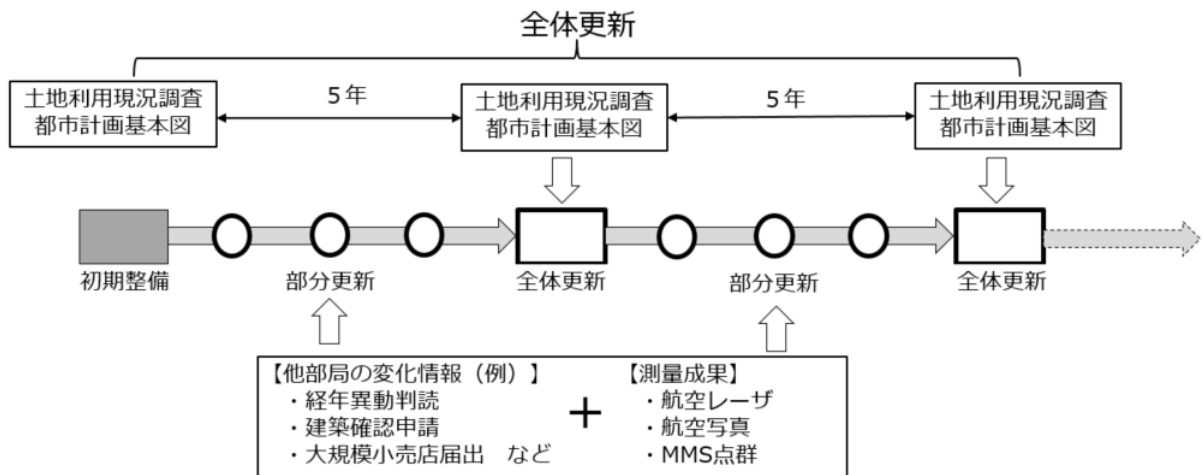 全体更新
土地利用現況調査
都市計画基本図
5年
土地利用現況調査
都市計画基本図
5年
土地利用現況調査
都市計画基本図
初期整備
部分更新
全体更新
部分更新
全体更新
【他部局の変化情報（例）】
・経年異動判読
・建築確認申請
・大規模小売店届出　など
＋
【測量成果】
・航空レーザ
・航空写真
・MMS点群